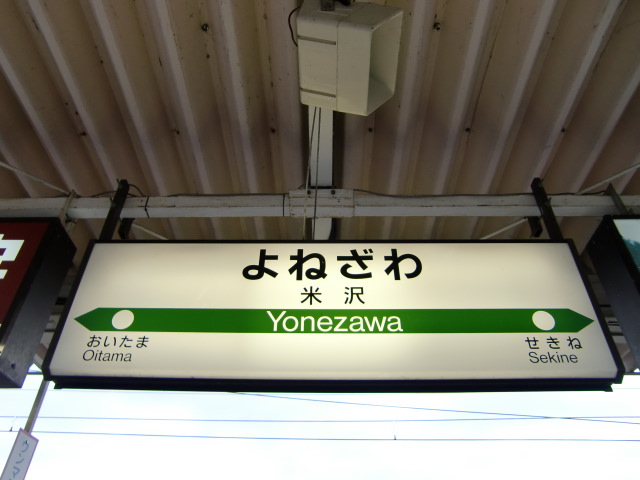 よねざわ
米沢
Yonezawa
おいたま
Oitama
せきね
Sekine